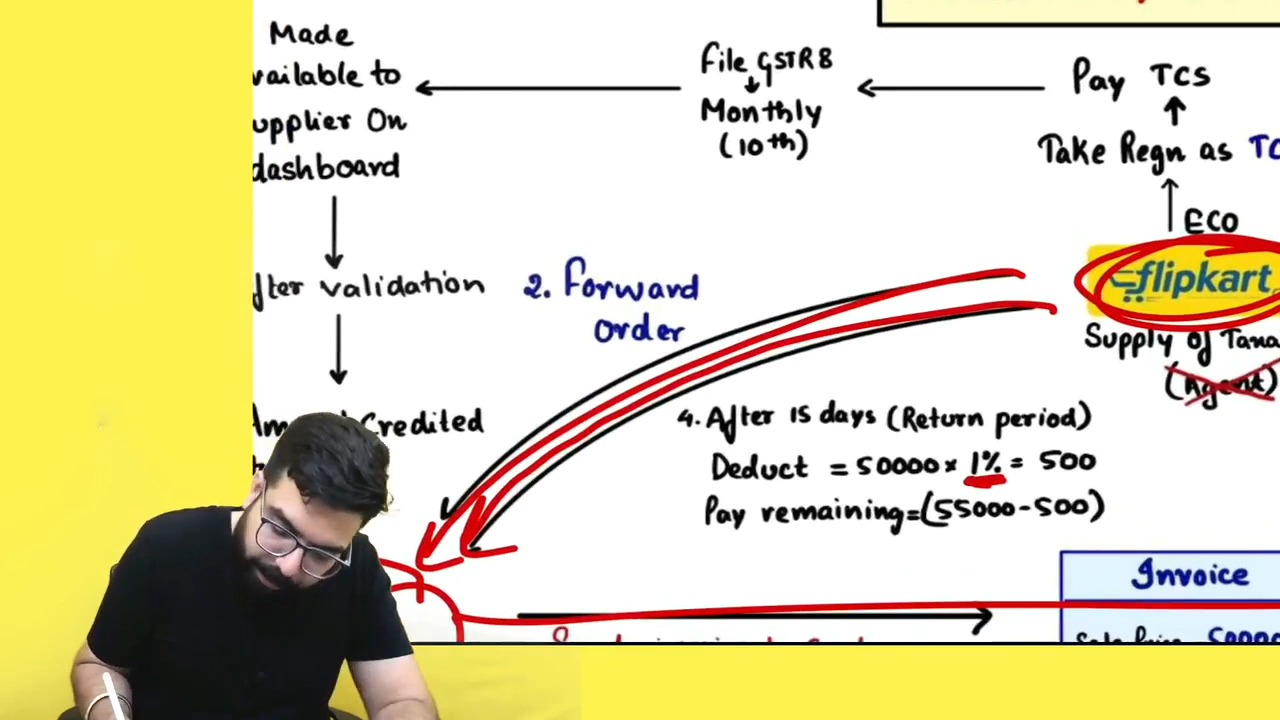 Made
vailable to
upplier On
dashboard
File GSTR8
Monthly
(10th)
Pay TCS
Take Regn as
ECO
flipkart
Supply of
(Agent)
fter validation
2. Forward
order
Credited
4. After 15 days (Return period)
Deduct = 50000 × 1% = 500
Pay remaining=(55000-500)
Invoice